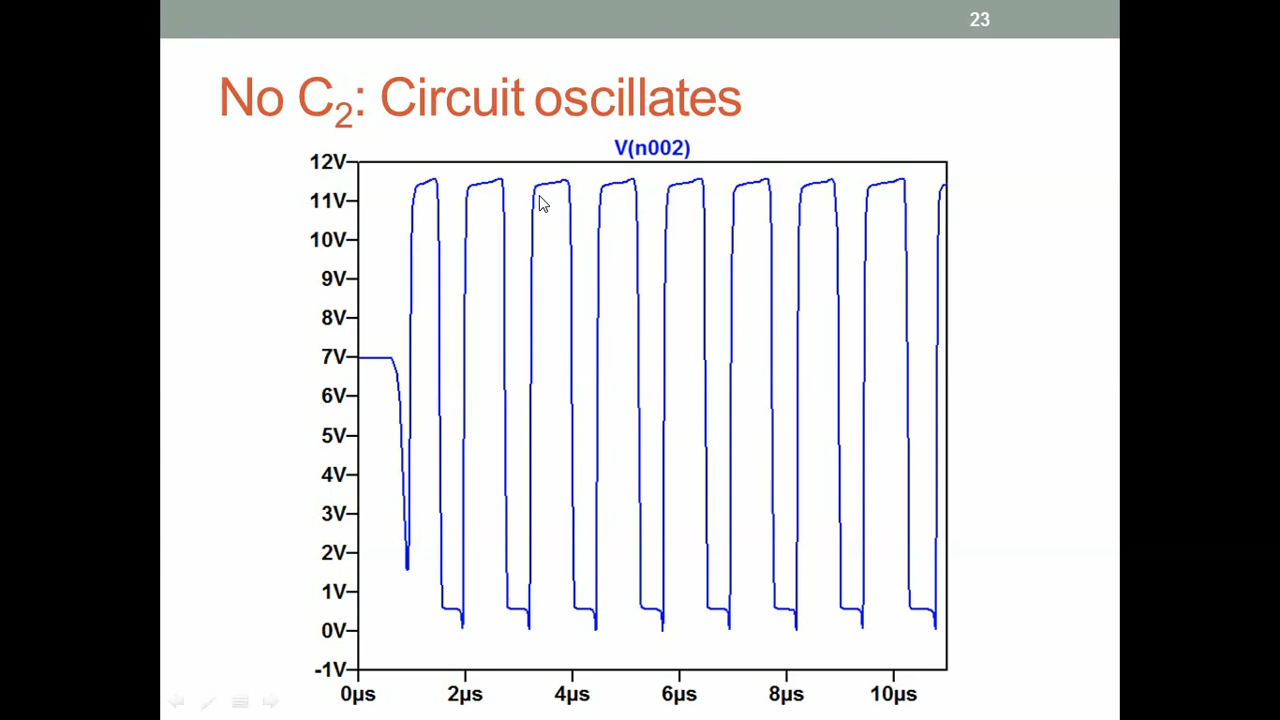 23
No C₂: Circuit oscillates
V(n002)
12V
11V
10V
9V
8V
7V
6V
5V
4V
3V
2V
1V
0V
-1V
0µs 2µs 4µs 6µs 8µs 10µs